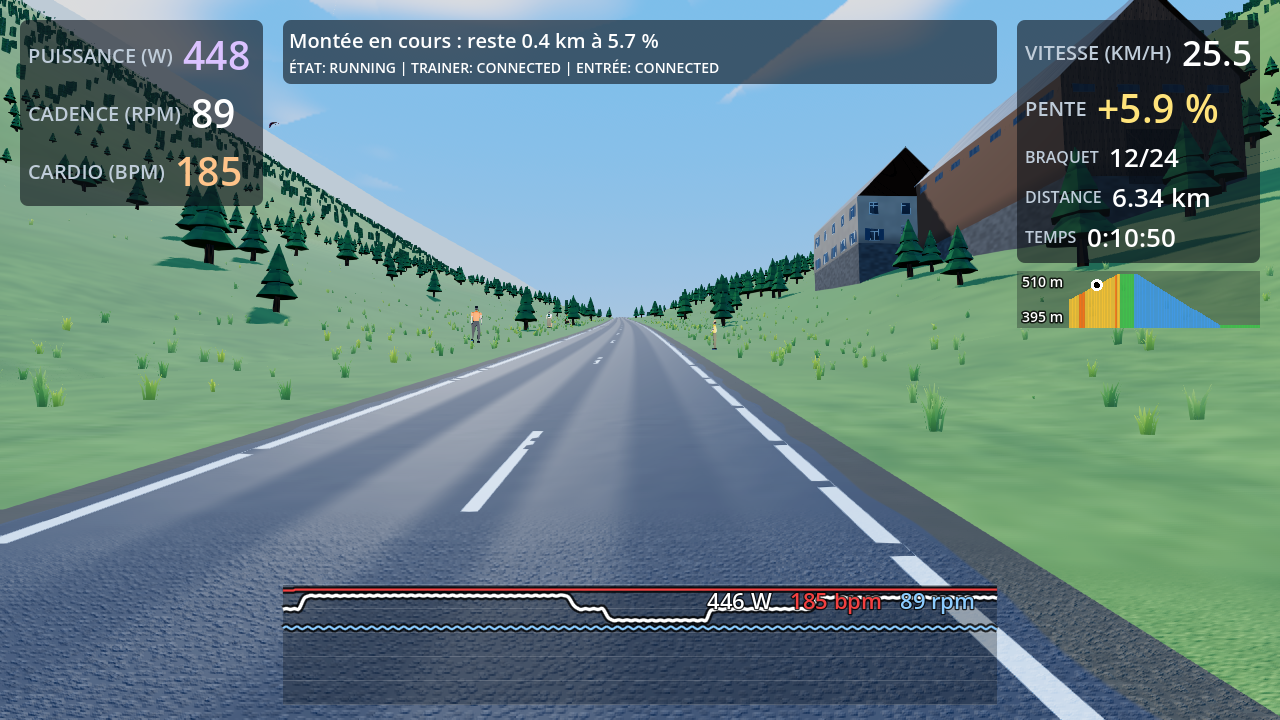 PUISSANCE (W) 448
CADENCE (RPM) 89
CARDIO (BPM) 185
Montée en cours : reste 0.4 km à 5.7 %
ÉTAT: RUNNING | TRAINER: CONNECTED | ENTRÉE: CONNECTED
VITESSE (KM/H) 25.5
PENTE +5.9 %
BRAQUET 12/24
DISTANCE 6.34 km
TEMPS 0:10:50
510 m
395 m
446 W 185 bpm 89 rpm